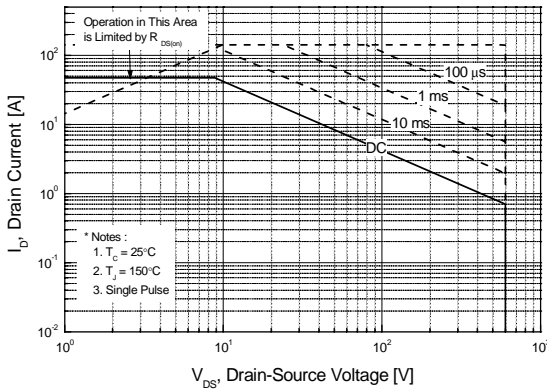 Operation in This Area
is Limited by R DS(on)
10³
10²
10¹
10⁰
10⁻¹
10⁻²
I_D, Drain Current [A]
100 μs
1 ms
10 ms
DC
* Notes :
1. T_C = 25°C
2. T_J = 150°C
3. Single Pulse
10⁰
10¹
10²
10³
V_DS, Drain-Source Voltage [V]